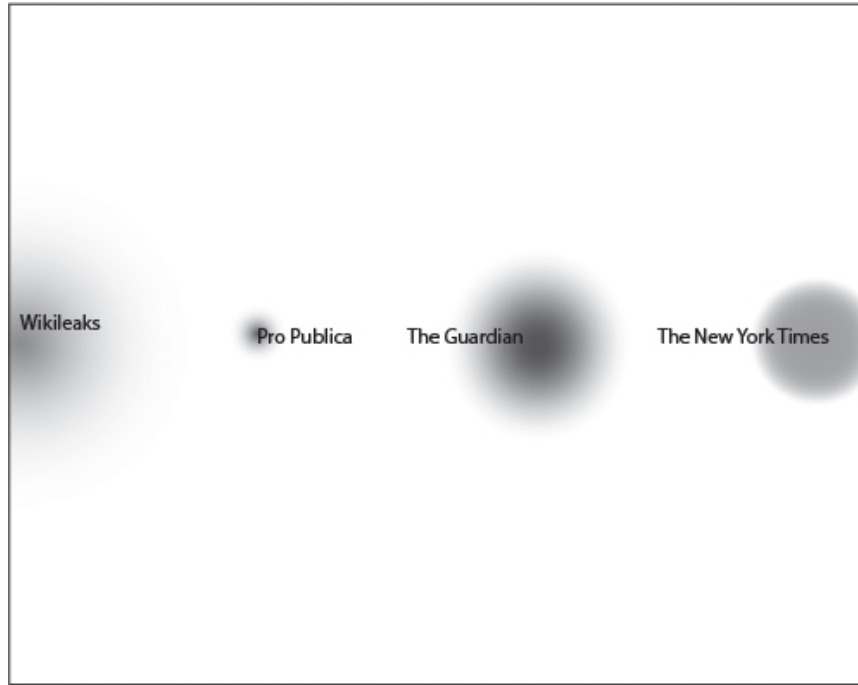 Wikileaks
Pro Publica
The Guardian
The New York Times